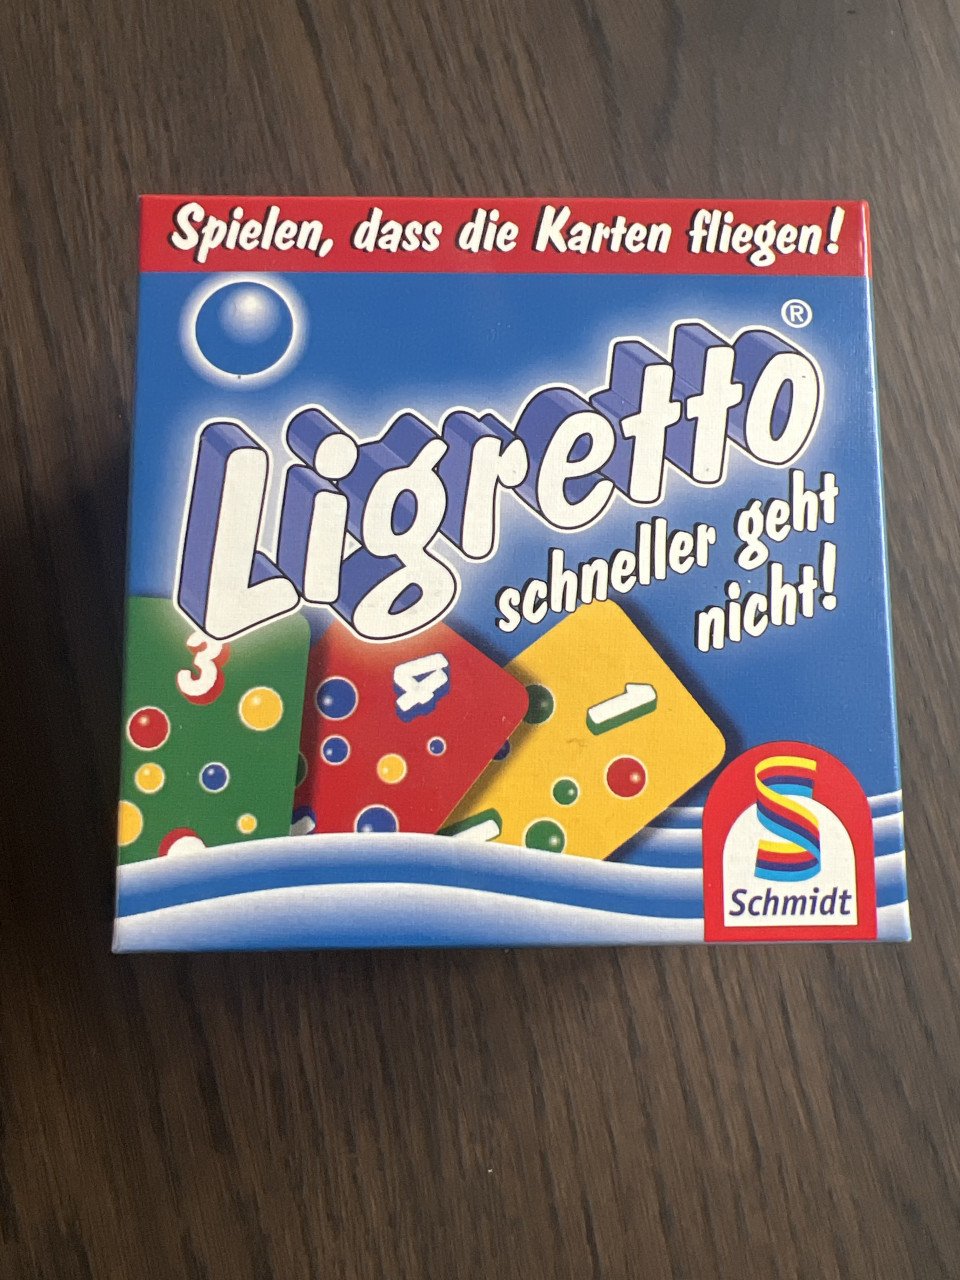 Spielen, dass die Karten fliegen!
®
Ligretto
schneller geht
nicht!
3
4
1
Schmidt